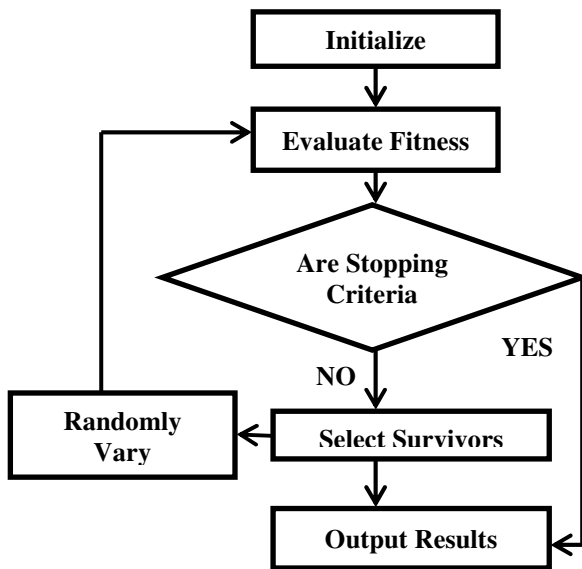 Initialize
Evaluate Fitness
Are Stopping
Criteria
YES
NO
Randomly
Vary
Select Survivors
Output Results